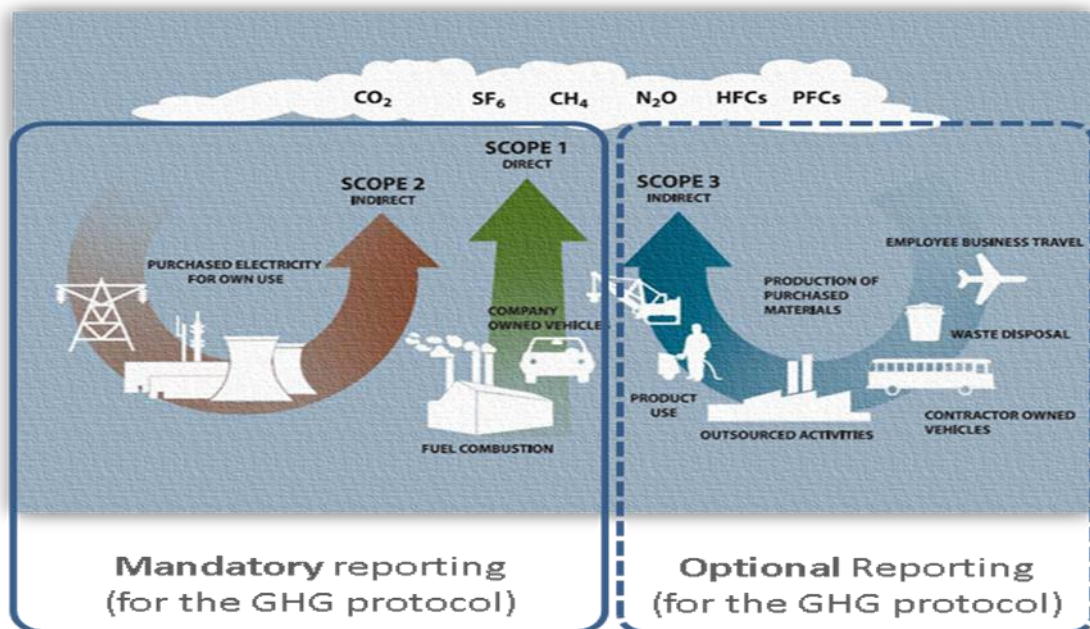 CO₂ SF₆ CH₄ N₂O HFCs PFCs
SCOPE 1
DIRECT
SCOPE 2
INDIRECT
SCOPE 3
INDIRECT
PURCHASED ELECTRICITY
FOR OWN USE
COMPANY
OWNED VEHICLES
FUEL COMBUSTION
EMPLOYEE BUSINESS TRAVEL
PRODUCTION OF
PURCHASED
MATERIALS
WASTE DISPOSAL
PRODUCT
USE
OUTSOURCED ACTIVITIES
CONTRACTOR OWNED
VEHICLES
Mandatory reporting
(for the GHG protocol)
Optional Reporting
(for the GHG protocol)